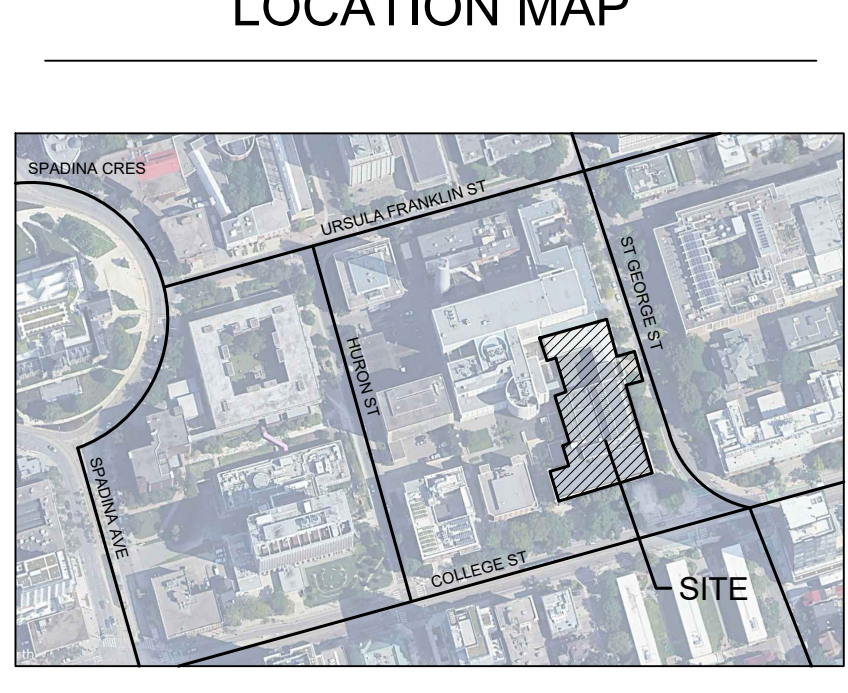 LOCATION MAP
SPADINA CRES
URSULA FRANKLIN ST
ST GEORGE ST
HURON ST
SPADINA AVE
COLLEGE ST
SITE